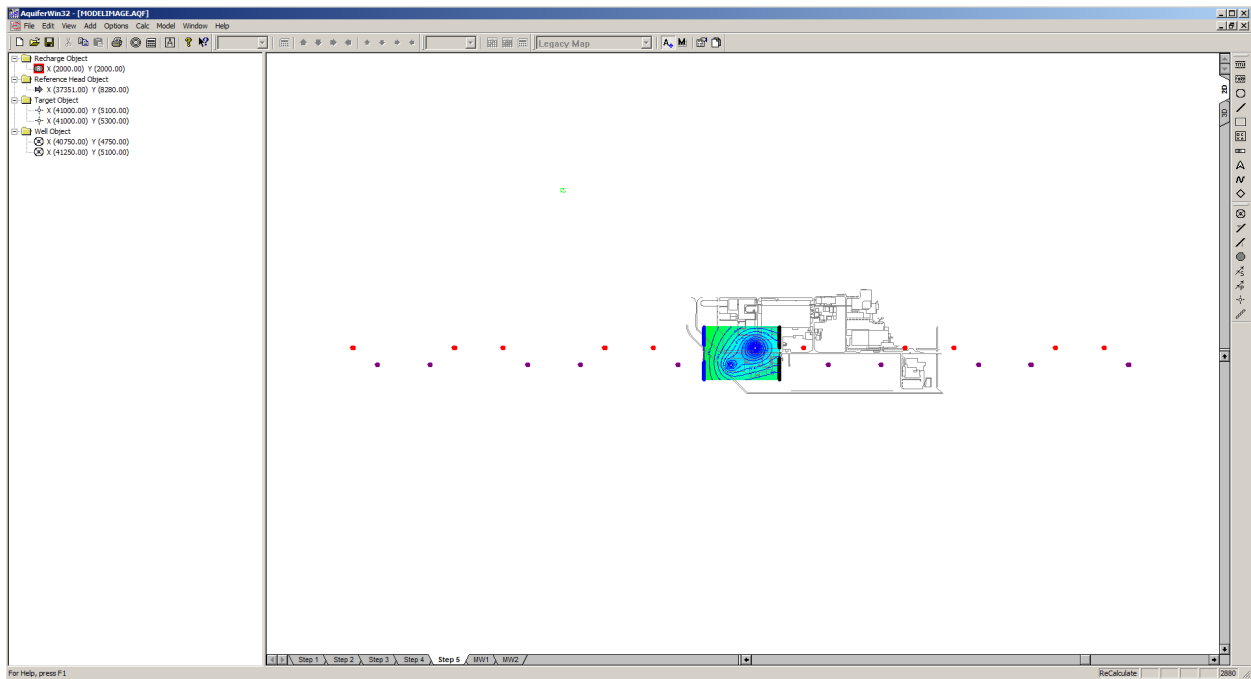 AquiferWin32 - [MODELIMAGE.AQF]
File Edit View Add Options Calc Model Window Help
Legacy Map
Recharge Object
X (2000.00) Y (2000.00)
Reference Head Object
X (37351.00) Y (8280.00)
Target Object
X (41000.00) Y (5100.00)
X (41000.00) Y (5300.00)
Well Object
X (40750.00) Y (4750.00)
X (41250.00) Y (5100.00)
2D
3D
Step 1 Step 2 Step 3 Step 4 Step 5 MW1 MW2
For Help, press F1
ReCalculate 2880